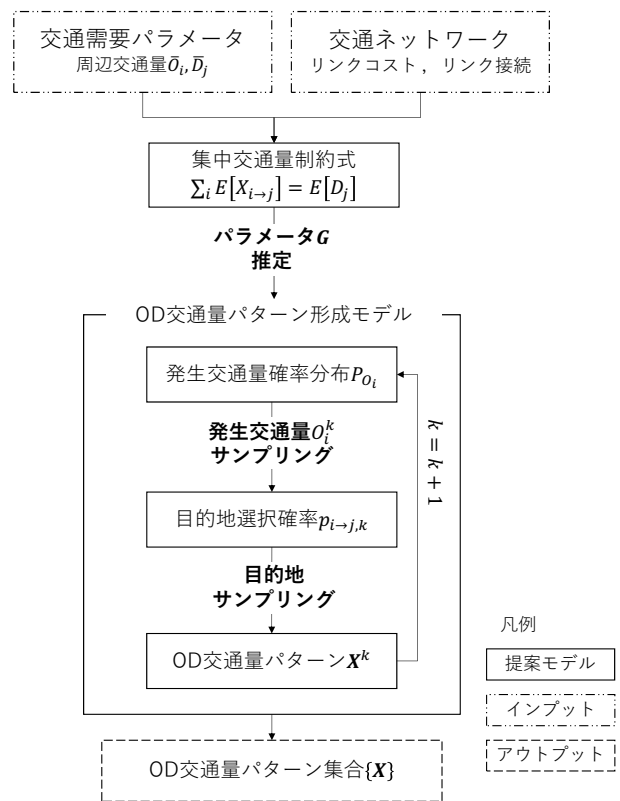 交通需要パラメータ
周辺交通量Ō_i, D̄_j
交通ネットワーク
リンクコスト，リンク接続
集中交通量制約式
∑_i E[X_{i→j}] = E[D_j]
パラメータG
推定
OD交通量パターン形成モデル
発生交通量確率分布P_{O_i}
発生交通量O_i^k
サンプリング
k = k + 1
目的地選択確率p_{i→j,k}
目的地
サンプリング
OD交通量パターンX^k
OD交通量パターン集合{X}
凡例
提案モデル
インプット
アウトプット